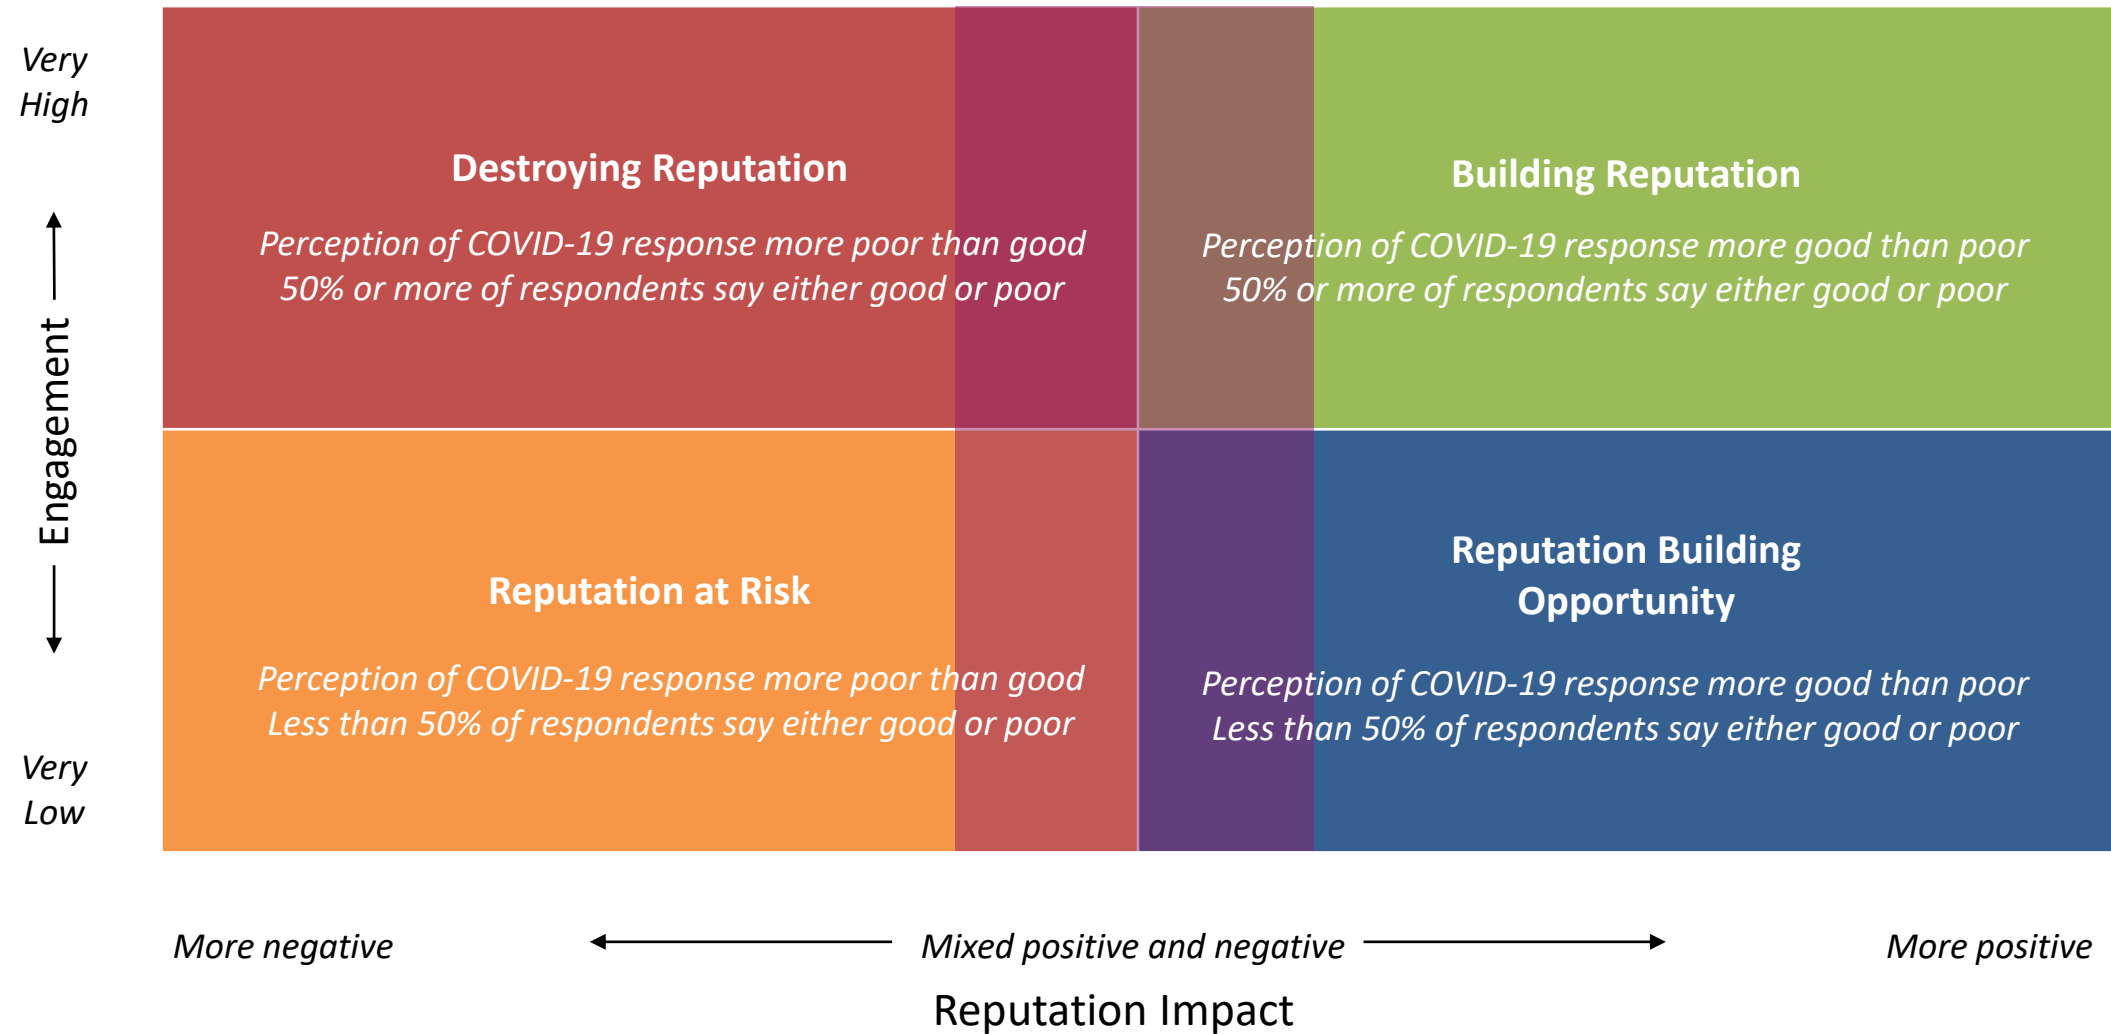 Very
High
Engagement
Very
Low
Destroying Reputation
Perception of COVID-19 response more poor than good
50% or more of respondents say either good or poor
Building Reputation
Perception of COVID-19 response more good than poor
50% or more of respondents say either good or poor
Reputation at Risk
Perception of COVID-19 response more poor than good
Less than 50% of respondents say either good or poor
Reputation Building
Opportunity
Perception of COVID-19 response more good than poor
Less than 50% of respondents say either good or poor
More negative
Mixed positive and negative
More positive
Reputation Impact